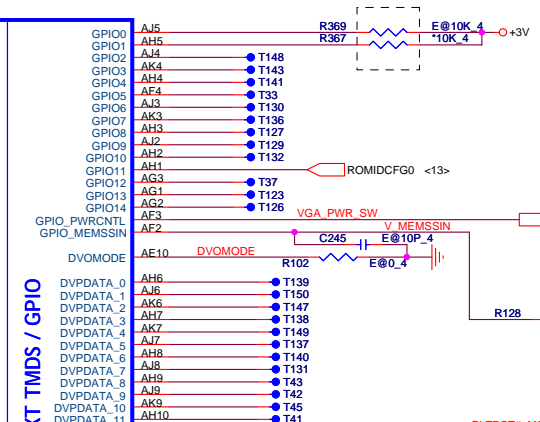 GPIO0 AJ5 R369 E@10K_4
GPIO1 AH5 R367 *10K_4 +3V
GPIO2 AJ4 T148
GPIO3 AK4 T143
GPIO4 AH4 T141
GPIO5 AF4 T33
GPIO6 AJ3 T130
GPIO7 AK3 T136
GPIO8 AH3 T127
GPIO9 AJ2 T129
GPIO10 AH2 T132
GPIO11 AH1 ROMIDCFG0 <13>
GPIO12 AG3 T37
GPIO13 AG1 T123
GPIO14 AG2 T126
GPIO_PWRCNTL AF3 VGA_PWR_SW
GPIO_MEMSSIN AF2 V_MEMSSIN
C245 E@10P_4
DVOMODE AE10 DVOMODE
R102 E@0_4
DVPDATA_0 AH6 T139
DVPDATA_1 AJ6 T150
DVPDATA_2 AK6 T147
DVPDATA_3 AH7 T138
DVPDATA_4 AK7 T149
DVPDATA_5 AJ7 T137
DVPDATA_6 AH8 T140
DVPDATA_7 AJ8 T131
DVPDATA_8 AH9 T43
DVPDATA_9 AJ9 T42
DVPDATA_10 AK9 T45
DVPDATA_11 AH10 T41
R128
XT TMDS / GPIO